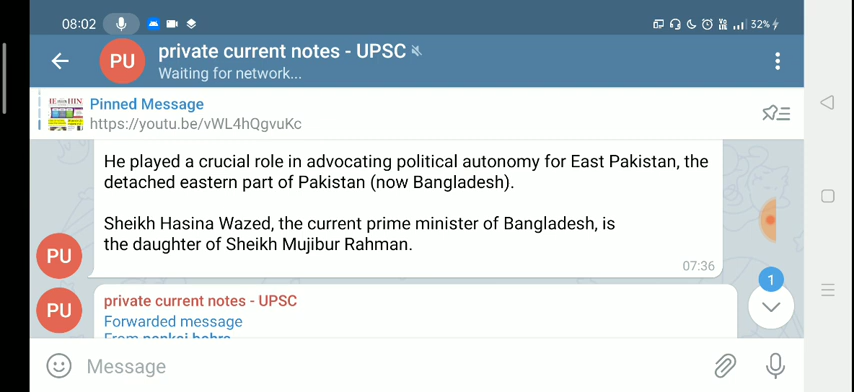 08:02
32%
private current notes - UPSC
PU
Waiting for network...
Pinned Message
https://youtu.be/vWL4hQgvuKc
He played a crucial role in advocating political autonomy for East Pakistan, the
detached eastern part of Pakistan (now Bangladesh).
Sheikh Hasina Wazed, the current prime minister of Bangladesh, is
the daughter of Sheikh Mujibur Rahman.
PU
07:36
1
private current notes - UPSC
PU
Forwarded message
From pankaj bohra
Message